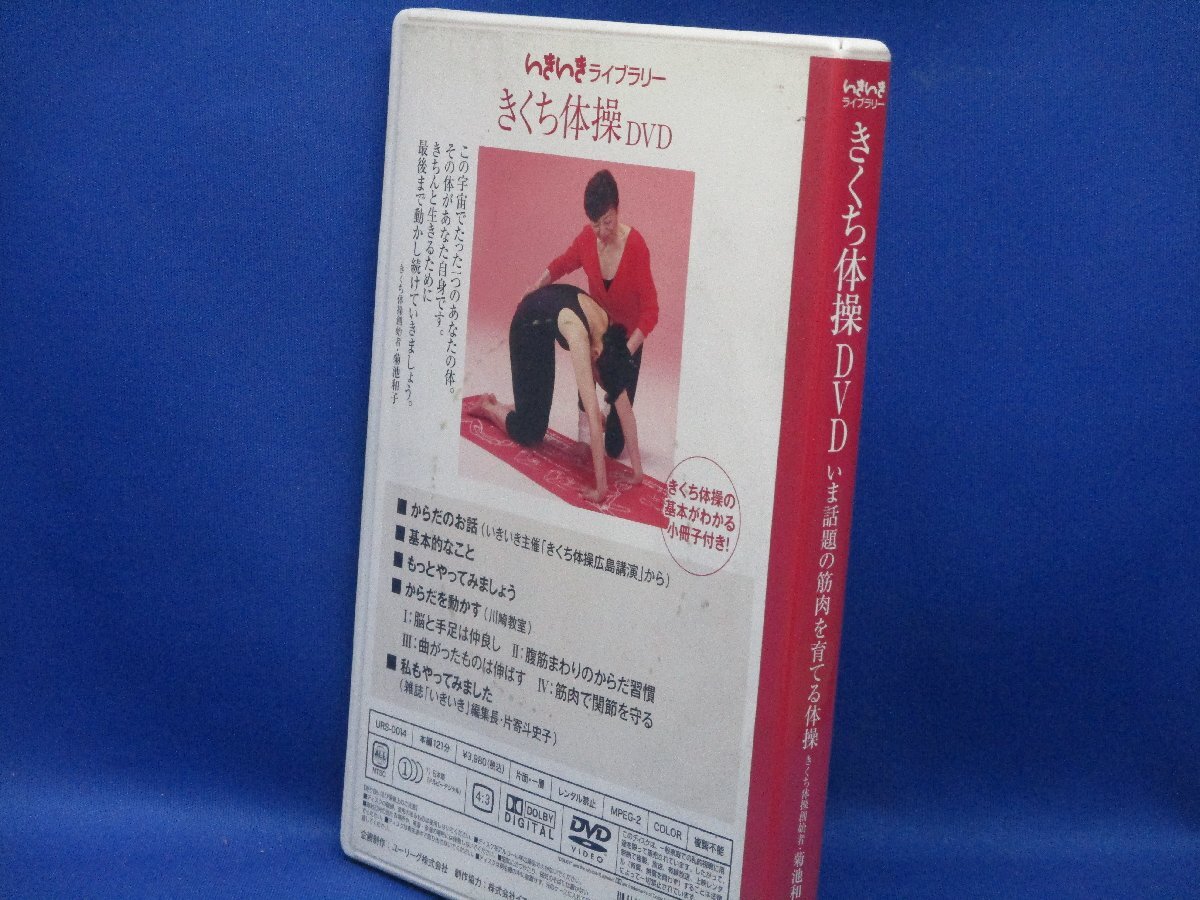 いきいきライブラリー
きくち体操DVD
この宇宙でたった一つのあなたの体。
その体があなた自身です。
きちんと生きるために
最後まで動かし続けていきましょう。
きくち体操創始者・菊池和子
きくち体操の
基本がわかる
小冊子付き!
■からだのお話(いきいき主催「きくち体操広島講演」から)
■基本的なこと
■もっとやってみましょう
■からだを動かす(川崎教室)
I:脳と手足は仲良し II:腹筋まわりのからだ習慣
III:曲がったものは伸ばす IV:筋肉で関節を守る
■私もやってみました
(雑誌「いきいき」編集長・片寄斗史子)
URS-0014 本編121分 ¥3,980(税込) 片面・一層 レンタル禁止 MPEG-2 COLOR 複製不能
ALL
NTSC
1)
4:3
DOLBY
DIGITAL
DVD
VIDEO
企画制作:ユーリーグ株式会社 制作協力:株式会社
いきいき
ライブラリー
きくち体操DVD いま話題の筋肉を育てる体操 きくち体操創始者・菊池和